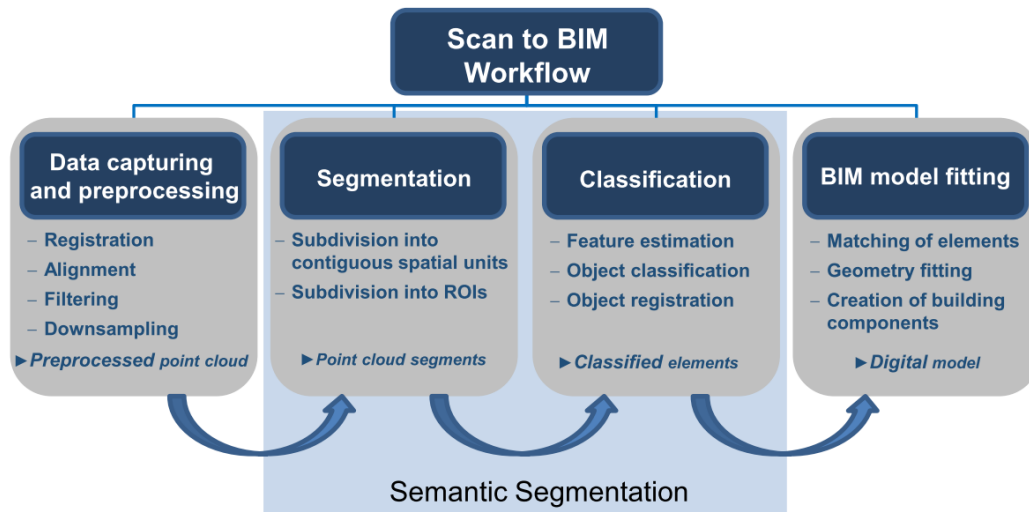 Scan to BIM
Workflow
Data capturing
and preprocessing
– Registration
– Alignment
– Filtering
– Downsampling
►Preprocessed point cloud
Segmentation
– Subdivision into
contiguous spatial units
– Subdivision into ROIs
►Point cloud segments
Classification
– Feature estimation
– Object classification
– Object registration
►Classified elements
BIM model fitting
– Matching of elements
– Geometry fitting
– Creation of building
components
►Digital model
Semantic Segmentation